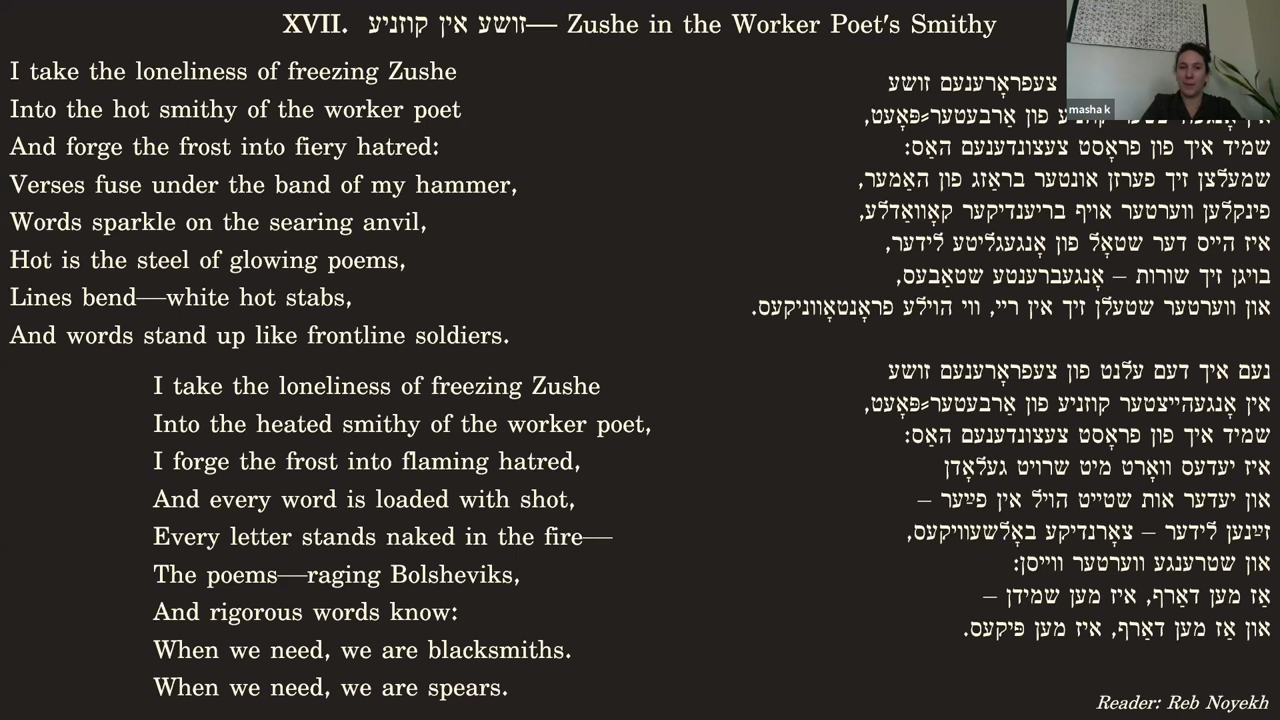 XVII. זושע אין קוזניע— Zushe in the Worker Poet's Smithy
I take the loneliness of freezing Zushe
Into the hot smithy of the worker poet
And forge the frost into fiery hatred:
Verses fuse under the band of my hammer,
Words sparkle on the searing anvil,
Hot is the steel of glowing poems,
Lines bend—white hot stabs,
And words stand up like frontline soldiers.
I take the loneliness of freezing Zushe
Into the heated smithy of the worker poet,
I forge the frost into flaming hatred,
And every word is loaded with shot,
Every letter stands naked in the fire—
The poems—raging Bolsheviks,
And rigorous words know:
When we need, we are blacksmiths.
When we need, we are spears.
צעפראָרענעם זושע
פון אַרבעטער⸗פּאָעט,
שמיד איך פון פראָסט צעצונדענעם האַס:
שמעלצן זיך פערזן אונטער בראַזג פון האַמער,
פינקלען ווערטער אויף בריענדיקער קאָוואַדלע,
איז הייס דער שטאָל פון אָנגעגליטע לידער,
בויגן זיך שורות – אָנגעברענטע שטאַבעס,
און ווערטער שטעלן זיך אין ריי, ווי הוילע פראָנטאָווניקעס.
נעם איך דעם עלנט פון צעפראָרענעם זושע
אין אָנגעהייצטער קוזניע פון אַרבעטער⸗פּאָעט,
שמיד איך פון פראָסט צעצונדענעם האַס:
איז יעדעס וואָרט מיט שרויט געלאָדן
און יעדער אות שטייט הויל אין פײַער –
זײַנען לידער – צאָרנדיקע באָלשעוויקעס,
און שטרענגע ווערטער ווייסן:
אַז מען דאַרף, איז מען שמידן –
און אַז מען דאַרף, איז מען פּיקעס.
masha k
Reader: Reb Noyekh